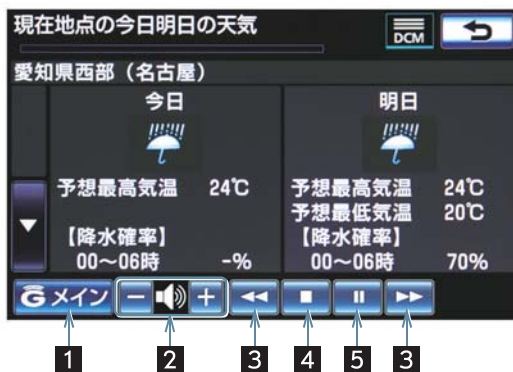 現在地点の今日明日の天気
DCM
愛知県西部（名古屋）
今日 明日
予想最高気温 24℃ 予想最高気温 24℃
予想最低気温 20℃
【降水確率】 【降水確率】
00～06時 -% 00～06時 70%
G メイン － ＋
1 2 3 4 5 3